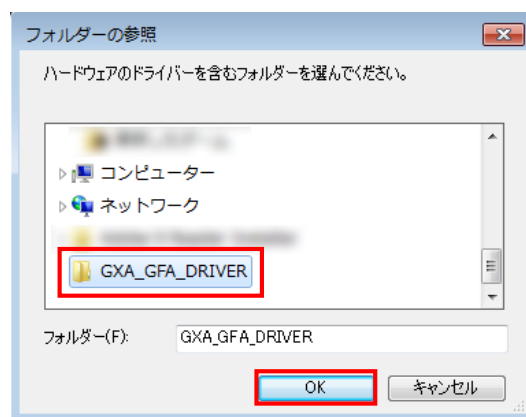 フォルダーの参照
ハードウェアのドライバーを含むフォルダーを選んでください。
コンピューター
ネットワーク
GXA_GFA_DRIVER
フォルダー(F): GXA_GFA_DRIVER
OK キャンセル